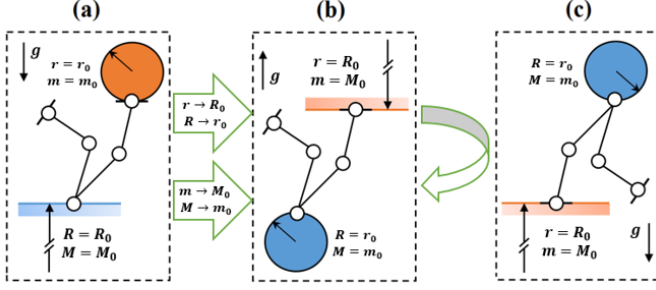 (a)
g
r = r₀
m = m₀
R = R₀
M = M₀
r → R₀
R → r₀
m → M₀
M → m₀
(b)
g
r = R₀
m = M₀
R = r₀
M = m₀
(c)
R = r₀
M = m₀
r = R₀
m = M₀
g